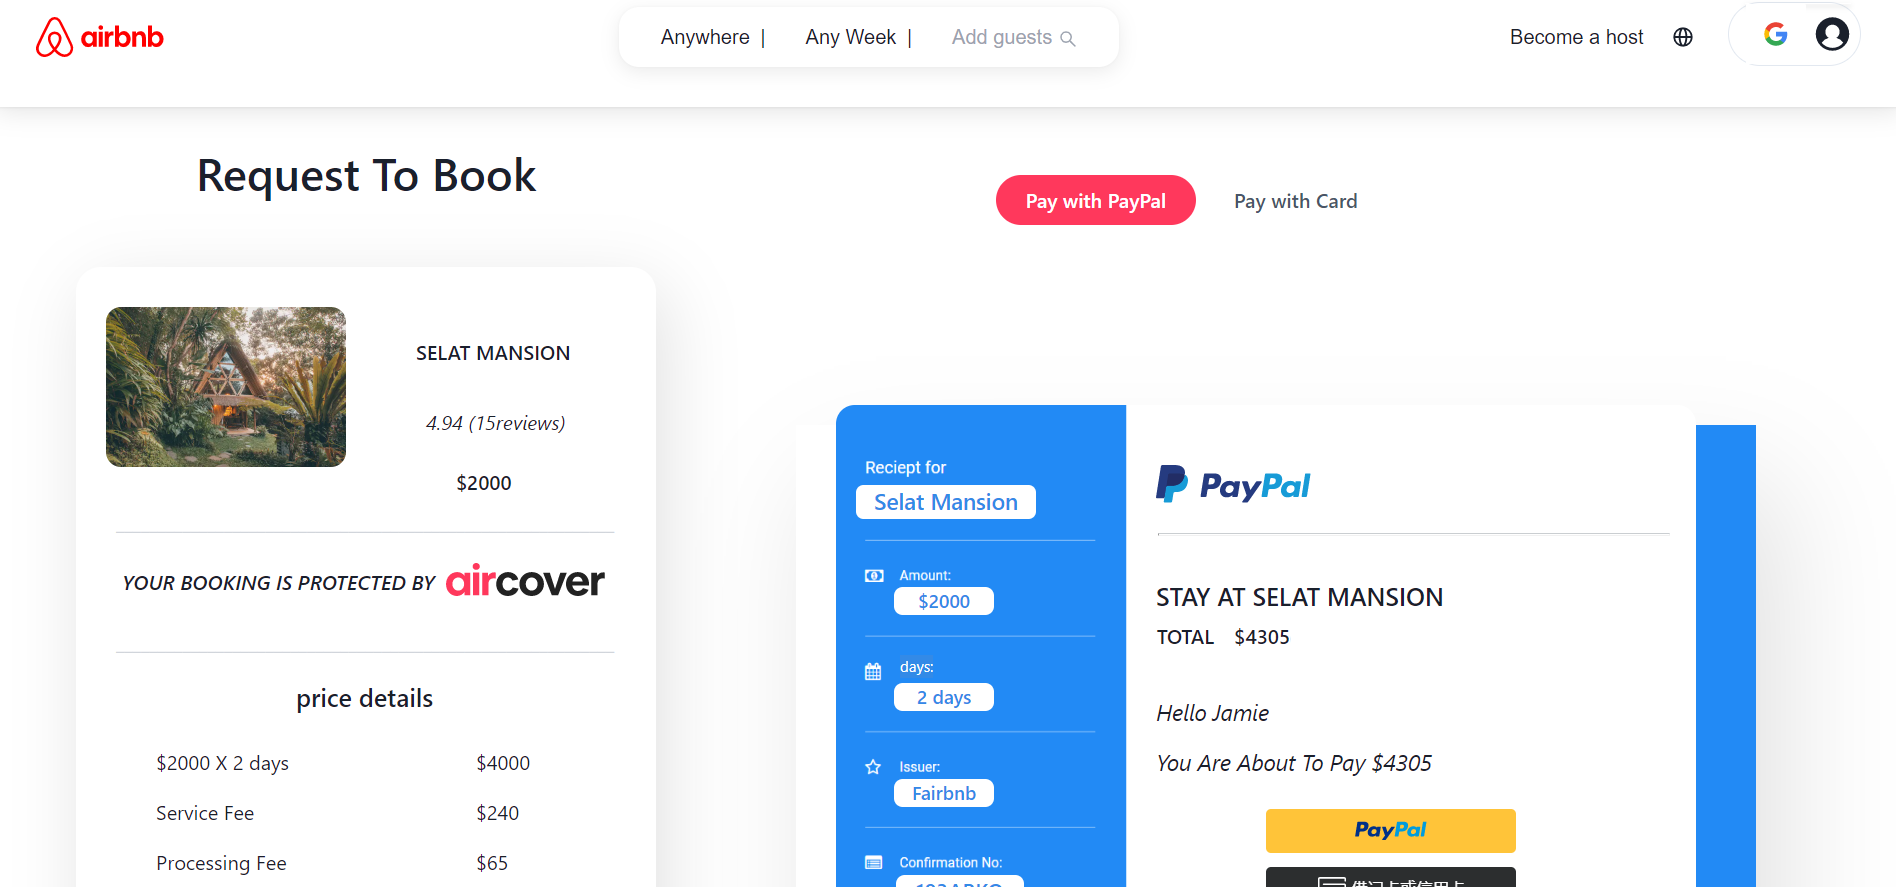 airbnb
Anywhere |
Any Week |
Add guests
Become a host
Request To Book
Pay with PayPal
Pay with Card
SELAT MANSION
4.94 (15reviews)
$2000
YOUR BOOKING IS PROTECTED BY aircover
price details
$2000 X 2 days $4000
Service Fee $240
Processing Fee $65
Reciept for
Selat Mansion
Amount:
$2000
days:
2 days
Issuer:
Fairbnb
Confirmation No:
PayPal
STAY AT SELAT MANSION
TOTAL $4305
Hello Jamie
You Are About To Pay $4305
PayPal